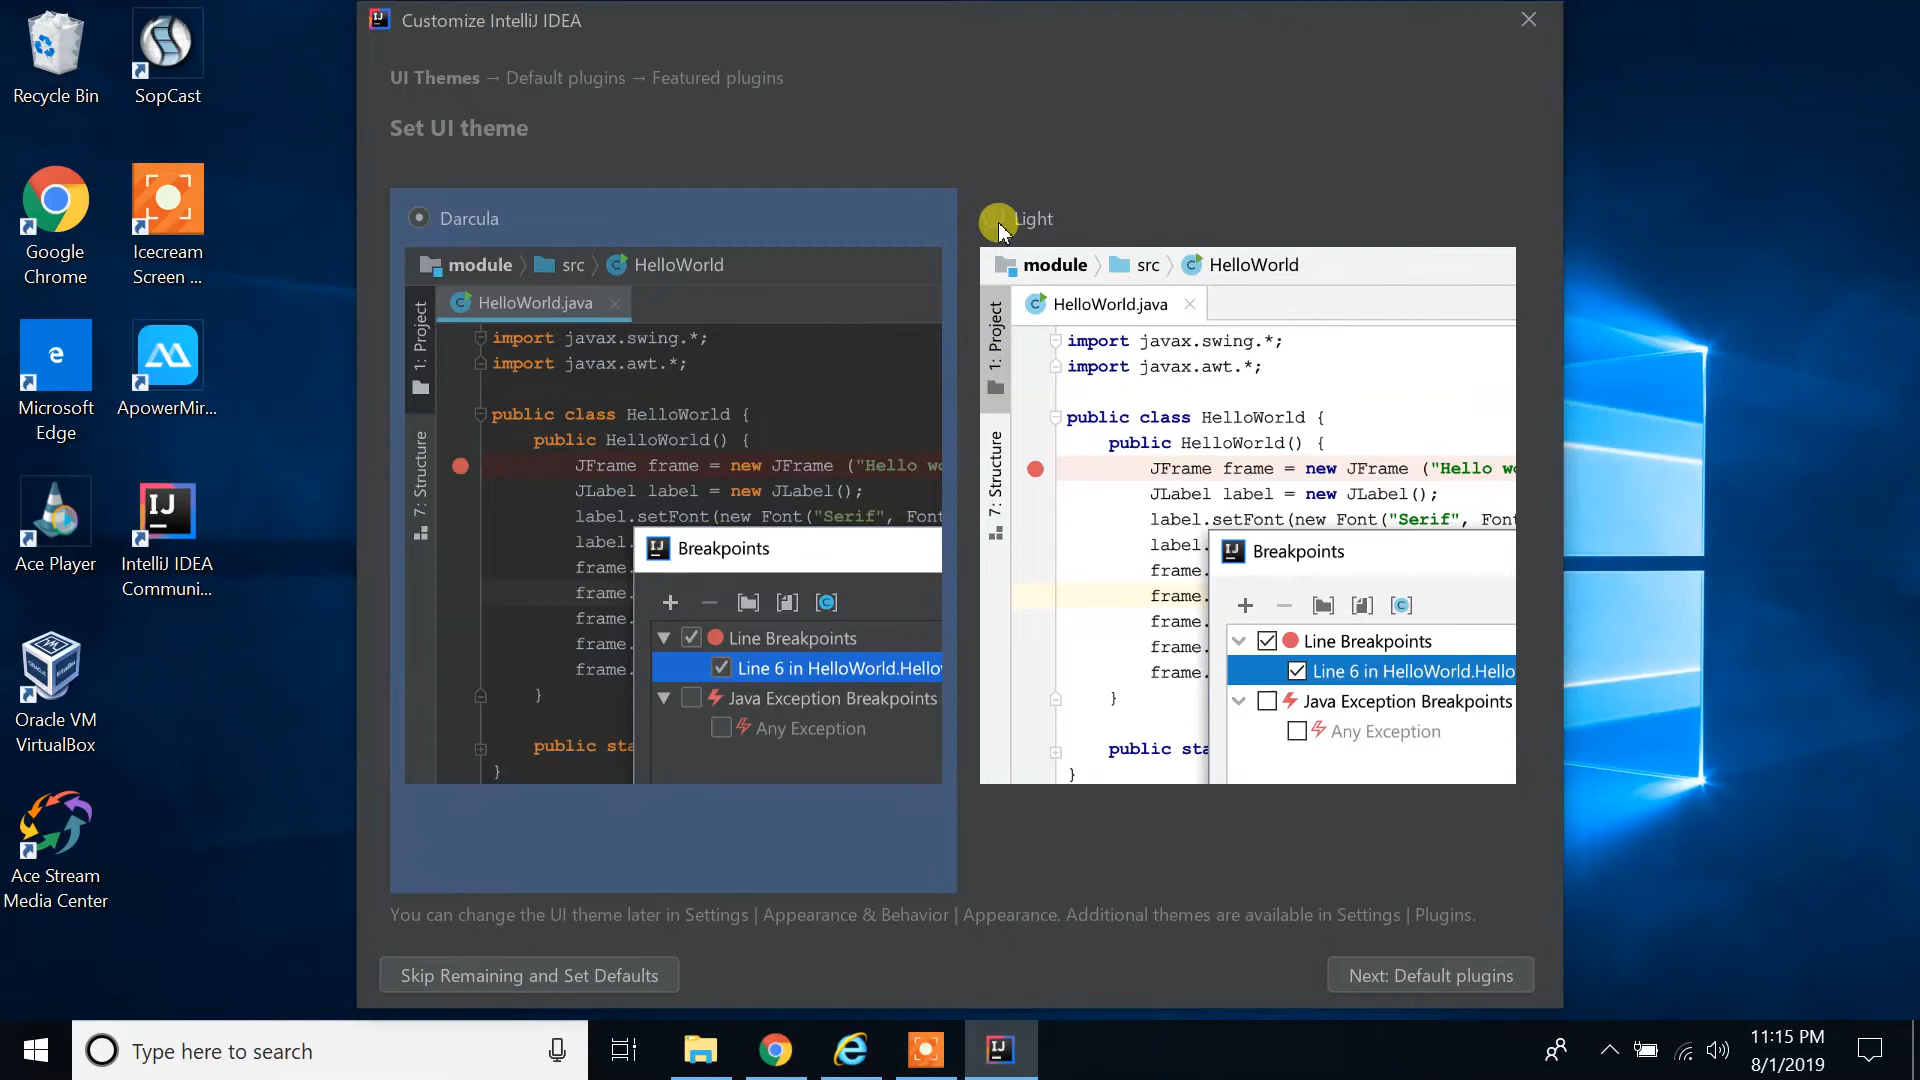 Recycle Bin
SopCast
Google
Chrome
Icecream
Screen ...
Microsoft
Edge
ApowerMir...
Ace Player
IntelliJ IDEA
Communi...
Oracle VM
VirtualBox
Ace Stream
Media Center
Customize IntelliJ IDEA
UI Themes → Default plugins → Featured plugins
Set UI theme
Darcula
module src HelloWorld
HelloWorld.java
1: Project
7: Structure
import javax.swing.*;
import javax.awt.*;
public class HelloWorld {
public HelloWorld() {
JFrame frame = new JFrame ("Hello wo
JLabel label = new JLabel();
label.setFont(new Font("Serif", Font
label.
frame.
frame.
frame.
frame.
frame.
}
public sta
}
Breakpoints
Line Breakpoints
Line 6 in HelloWorld.Hello
Java Exception Breakpoints
Any Exception
Light
module src HelloWorld
HelloWorld.java
1: Project
7: Structure
import javax.swing.*;
import javax.awt.*;
public class HelloWorld {
public HelloWorld() {
JFrame frame = new JFrame ("Hello w
JLabel label = new JLabel();
label.setFont(new Font("Serif", Font
label.
frame.
frame.
frame.
frame.
frame.
}
public sta
}
Breakpoints
Line Breakpoints
Line 6 in HelloWorld.Hello
Java Exception Breakpoints
Any Exception
You can change the UI theme later in Settings | Appearance & Behavior | Appearance. Additional themes are available in Settings | Plugins.
Skip Remaining and Set Defaults
Next: Default plugins
Type here to search
11:15 PM
8/1/2019